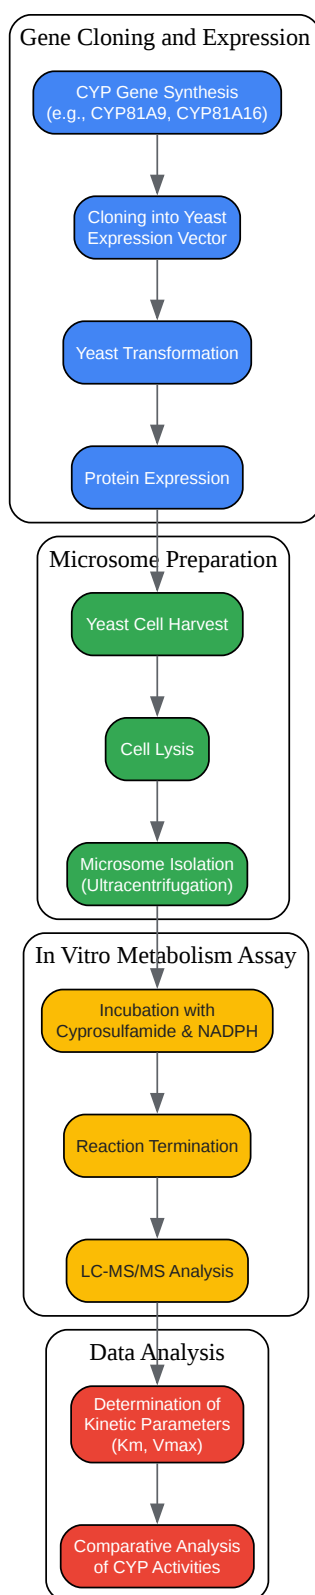 Gene Cloning and Expression
CYP Gene Synthesis
(e.g., CYP81A9, CYP81A16)
Cloning into Yeast
Expression Vector
Yeast Transformation
Protein Expression
Microsome Preparation
Yeast Cell Harvest
Cell Lysis
Microsome Isolation
(Ultracentrifugation)
In Vitro Metabolism Assay
Incubation with
Cyprosulfamide & NADPH
Reaction Termination
LC-MS/MS Analysis
Data Analysis
Determination of
Kinetic Parameters
(Km, Vmax)
Comparative Analysis
of CYP Activities